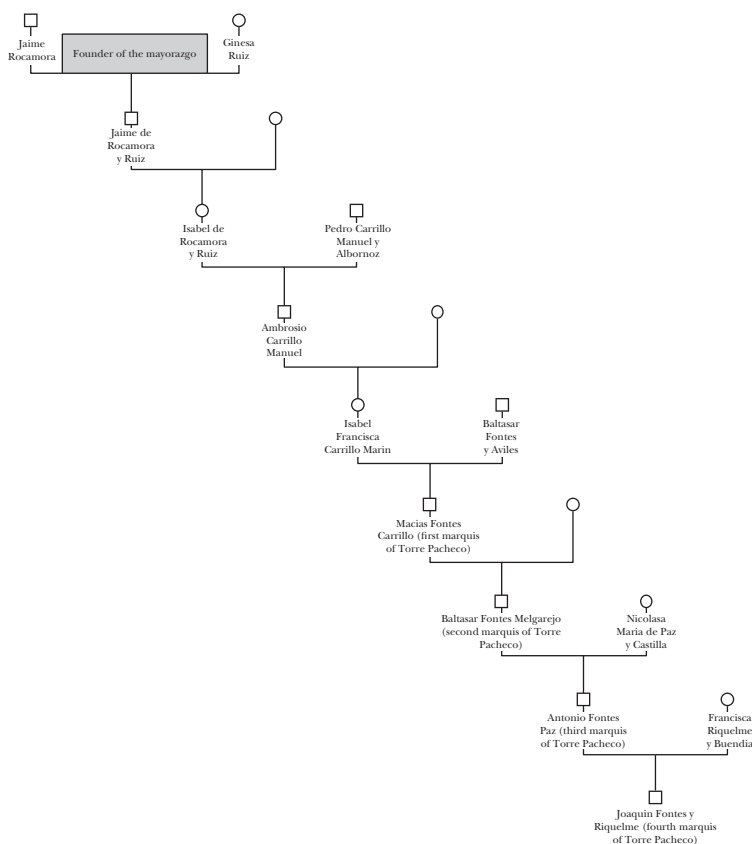 Jaime
Rocamora
Founder of the mayorazgo
Ginesa
Ruiz
Jaime de
Rocamora
y Ruiz
Isabel de
Rocamora
y Ruiz
Pedro Carrillo
Manuel y
Albornoz
Ambrosio
Carrillo
Manuel
Isabel
Francisca
Carrillo Marin
Baltasar
Fontes
y Aviles
Macias Fontes
Carrillo (first marquis
of Torre Pacheco)
Baltasar Fontes Melgarejo
(second marquis of Torre
Pacheco)
Nicolasa
Maria de Paz
y Castilla
Antonio Fontes
Paz (third marquis
of Torre Pacheco)
Francisca
Riquelme
y Buendia
Joaquin Fontes y
Riquelme (fourth marquis
of Torre Pacheco)